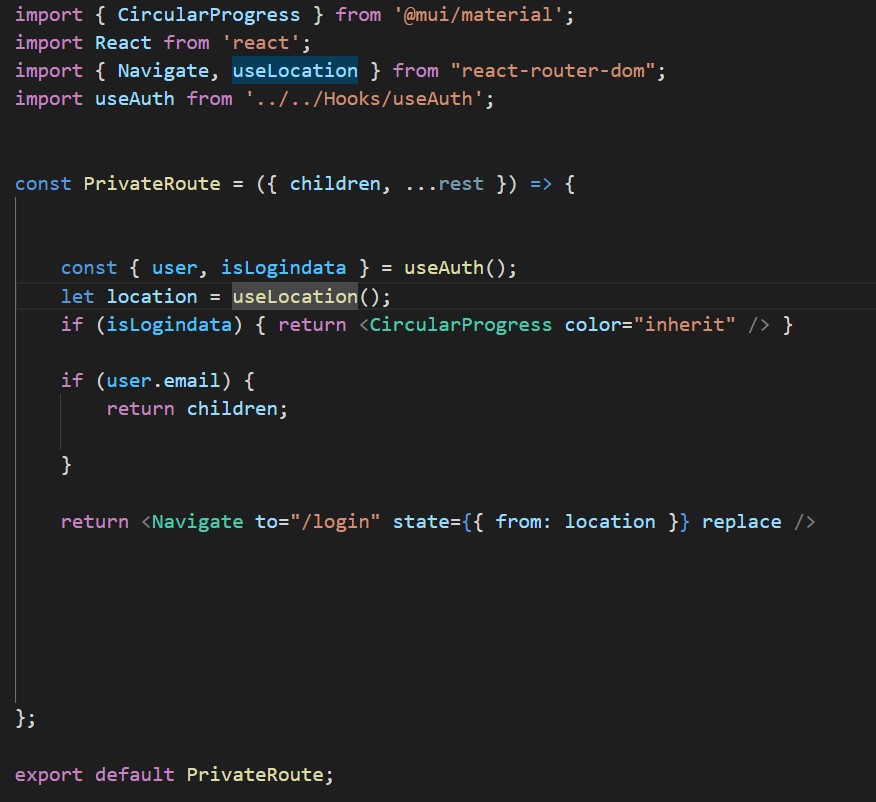 import { CircularProgress } from '@mui/material';
import React from 'react';
import { Navigate, useLocation } from "react-router-dom";
import useAuth from '../../Hooks/useAuth';
const PrivateRoute = ({ children, ...rest }) => {
    const { user, isLogindata } = useAuth();
    let location = useLocation();
    if (isLogindata) { return <CircularProgress color="inherit" /> }
    if (user.email) {
        return children;
    }
    return <Navigate to="/login" state={{ from: location }} replace />
};
export default PrivateRoute;